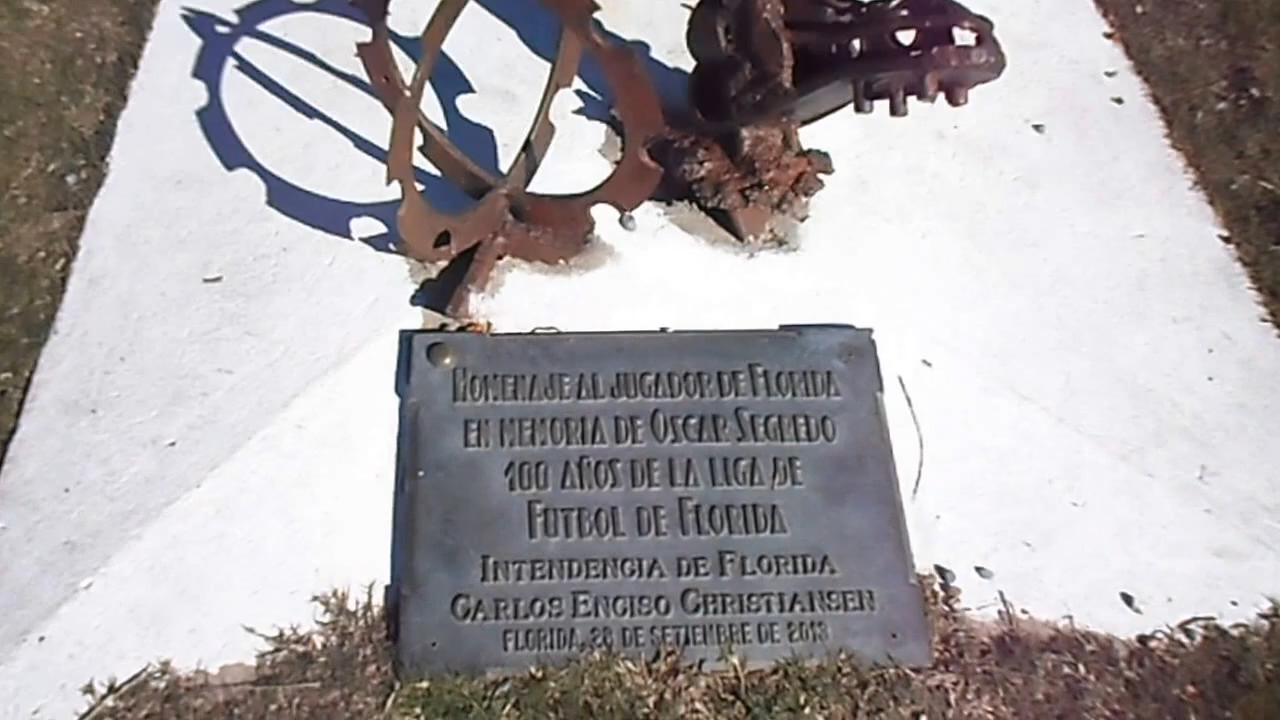 HOMENAJE AL JUGADOR DE FLORIDA
EN MEMORIA DE OSCAR SEGREDO
100 AÑOS DE LA LIGA DE
FUTBOL DE FLORIDA
INTENDENCIA DE FLORIDA
CARLOS ENCISO CHRISTIANSEN
FLORIDA, 28 DE SETIEMBRE DE 2013